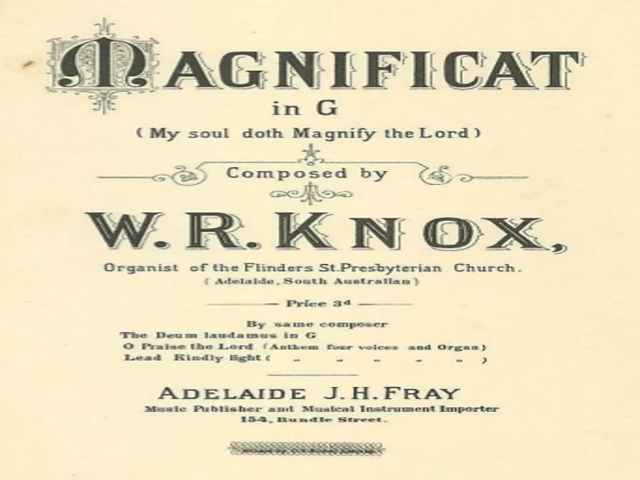 MAGNIFICAT
in G
(My soul doth Magnify the Lord)
Composed by
W. R. KNOX,
Organist of the Flinders St. Presbyterian Church.
(Adelaide, South Australian)
Price 3d
By same composer
The Deum laudamus in G
O Praise the Lord (Anthem four voices and Organ)
Lead Kindly light ( " " " " " )
ADELAIDE J. H. FRAY
Music Publisher and Musical Instrument Importer
154, Rundle Street.